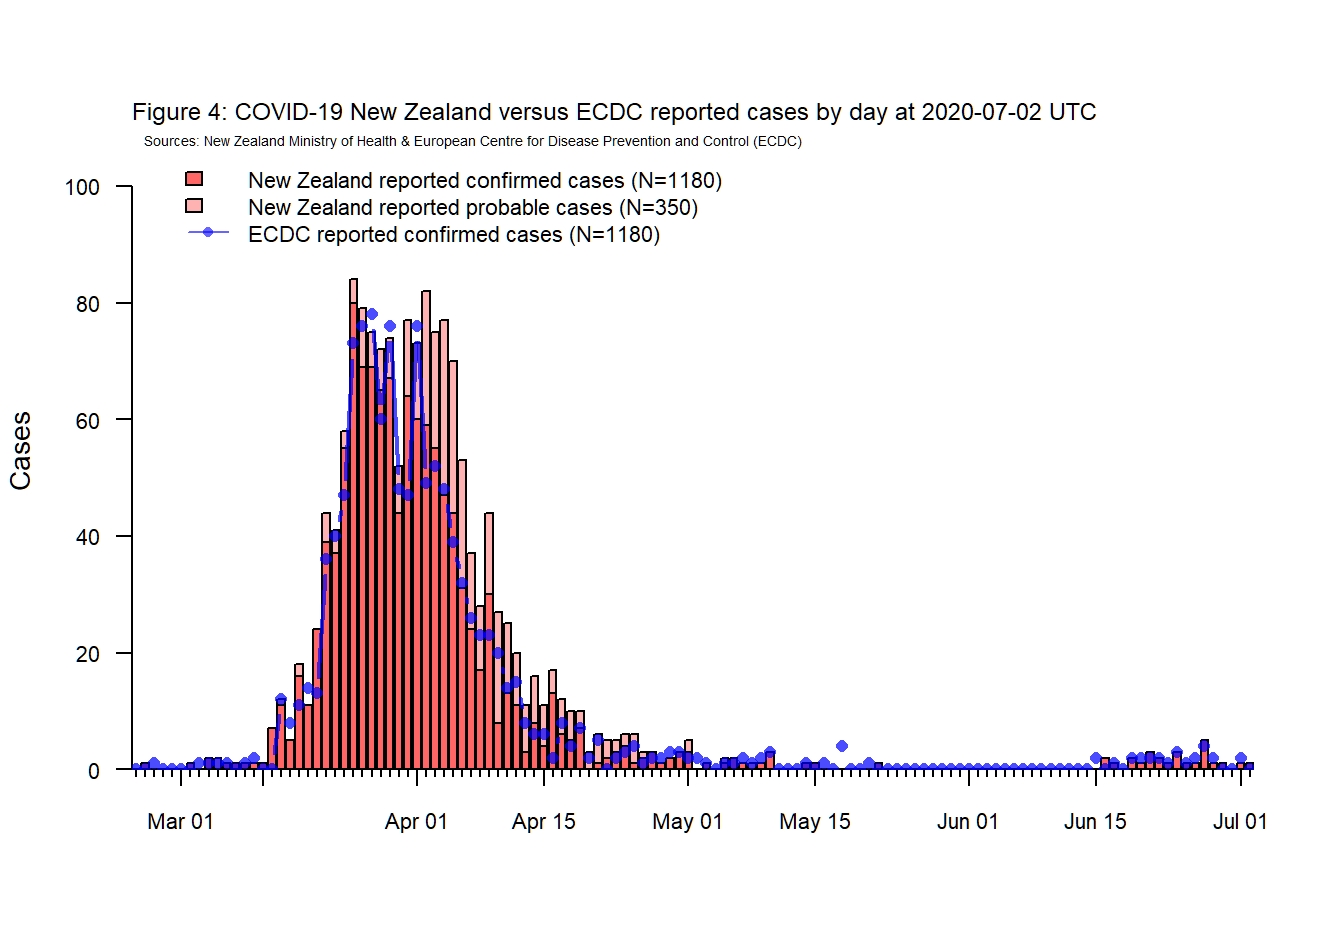 Figure 4: COVID-19 New Zealand versus ECDC reported cases by day at 2020-07-02 UTC
Sources: New Zealand Ministry of Health & European Centre for Disease Prevention and Control (ECDC)
New Zealand reported confirmed cases (N=1180)
New Zealand reported probable cases (N=350)
ECDC reported confirmed cases (N=1180)
Cases
100
80
60
40
20
0
Mar 01
Apr 01
Apr 15
May 01
May 15
Jun 01
Jun 15
Jul 01